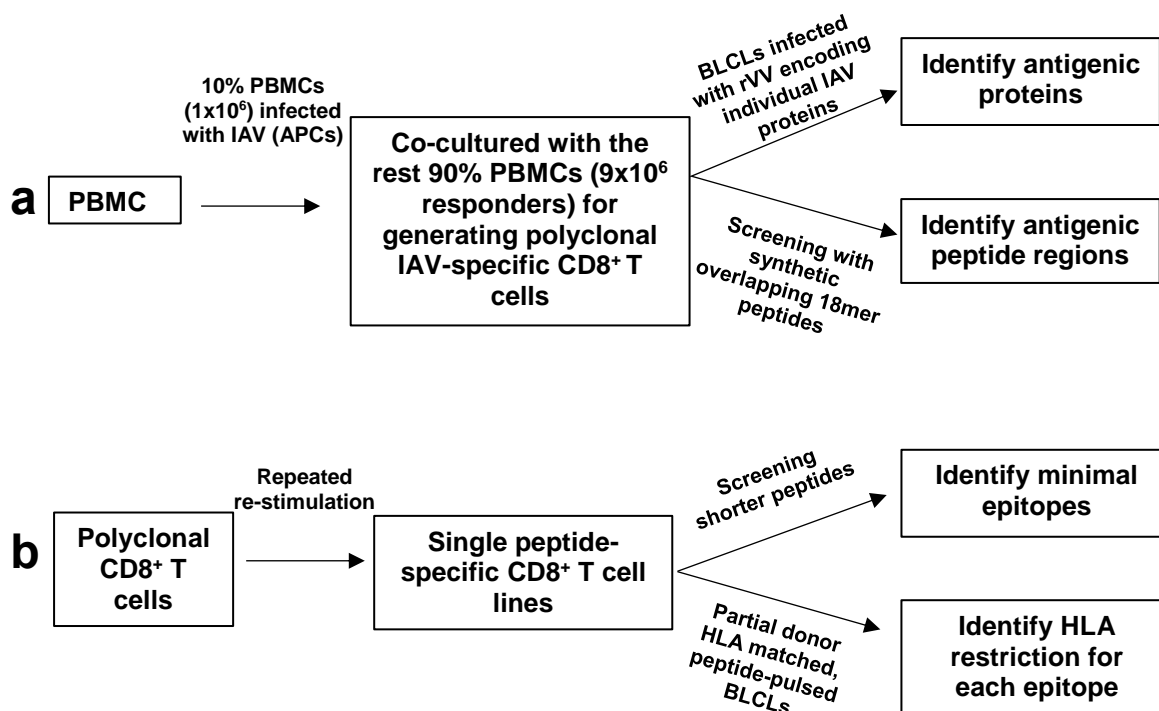 a
PBMC
10% PBMCs
(1x10⁶) infected
with IAV (APCs)
Co-cultured with the
rest 90% PBMCs (9x10⁶
responders) for
generating polyclonal
IAV-specific CD8⁺ T
cells
BLCLs infected
with rVV encoding
individual IAV
proteins
Identify antigenic
proteins
Screening with
synthetic
overlapping 18mer
peptides
Identify antigenic
peptide regions
b
Polyclonal
CD8⁺ T
cells
Repeated
re-stimulation
Single peptide-
specific CD8⁺ T cell
lines
Screening
shorter peptides
Identify minimal
epitopes
Partial donor
HLA matched,
peptide-pulsed
BLCLs
Identify HLA
restriction for
each epitope